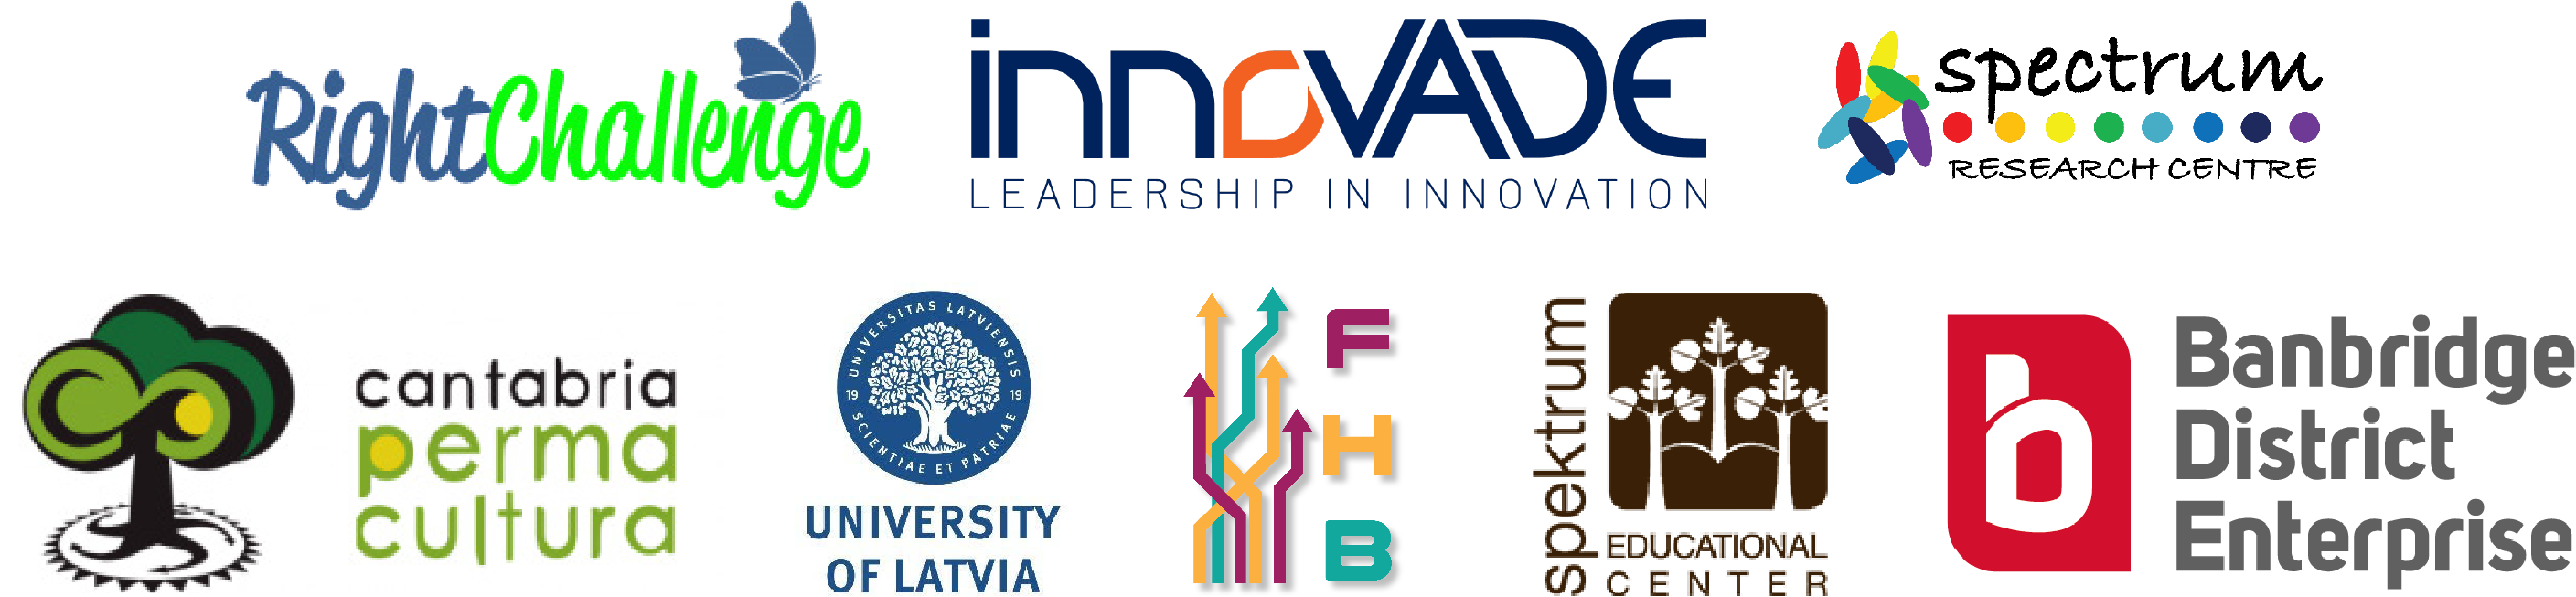 RightChallenge
innovADE
LEADERSHIP IN INNOVATION
spectrum
RESEARCH CENTRE
cantabria
perma
cultura
UNIVERSITAS LATVIENSIS
19 19
SCIENTIAE ET PATRIAE
UNIVERSITY
OF LATVIA
F
H
B
spektrum
EDUCATIONAL
CENTER
b
Banbridge
District
Enterprise